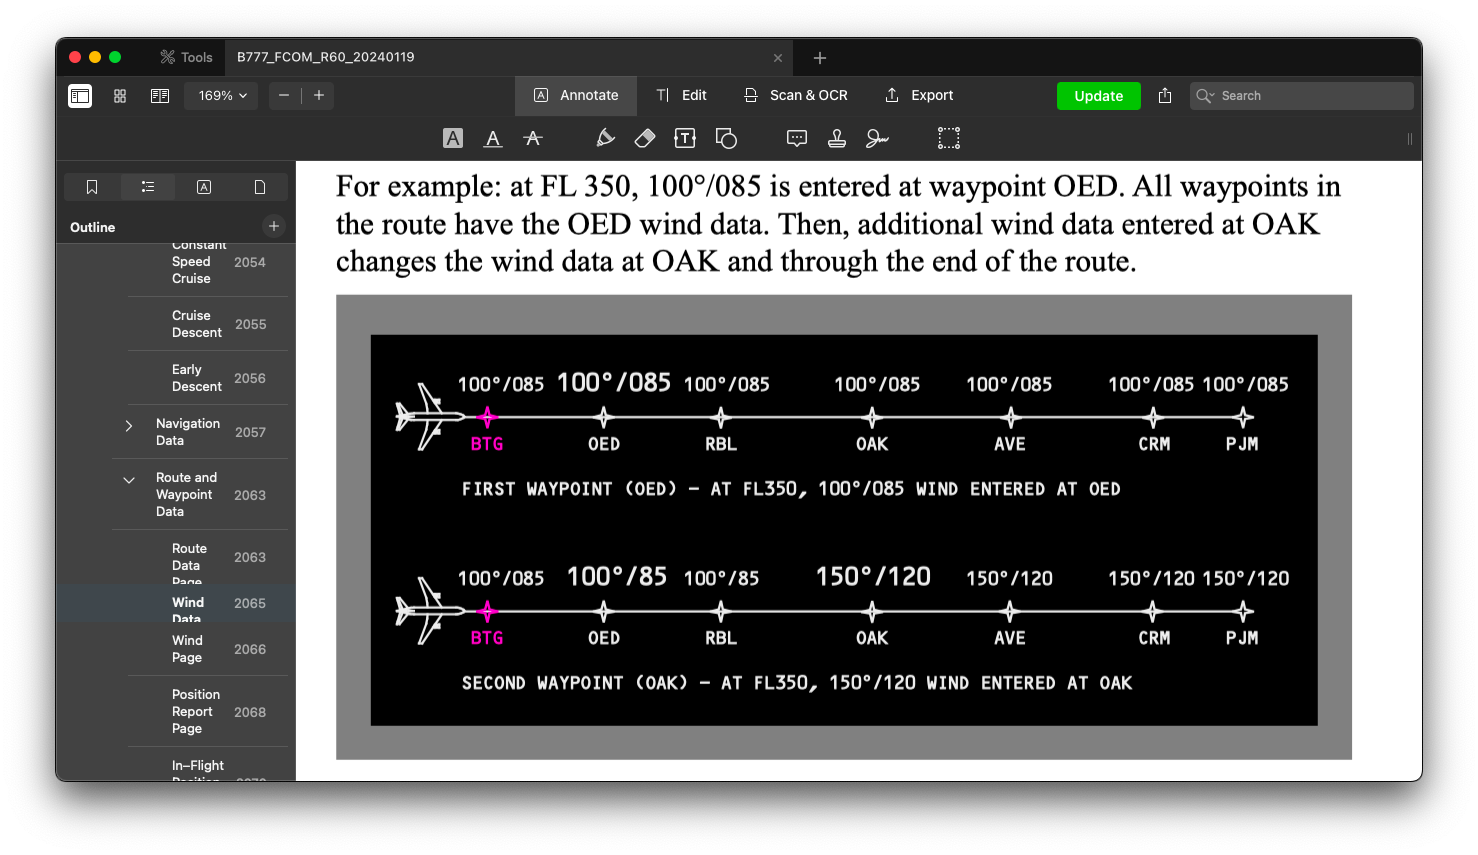 Tools
B777_FCOM_R60_20240119
169%
Annotate
Edit
Scan & OCR
Export
Update
Search
Outline
Constant
Speed
Cruise
2054
Cruise
Descent
2055
Early
Descent
2056
Navigation
Data
2057
Route and
Waypoint
Data
2063
Route
Data
Page
2063
Wind
Data
2065
Wind
Page
2066
Position
Report
Page
2068
In-Flight
Position
For example: at FL 350, 100°/085 is entered at waypoint OED. All waypoints in
the route have the OED wind data. Then, additional wind data entered at OAK
changes the wind data at OAK and through the end of the route.
100°/085 100°/085 100°/085 100°/085 100°/085 100°/085 100°/085
BTG OED RBL OAK AVE CRM PJM
FIRST WAYPOINT (OED) – AT FL350, 100°/085 WIND ENTERED AT OED
100°/085 100°/85 100°/85 150°/120 150°/120 150°/120 150°/120
BTG OED RBL OAK AVE CRM PJM
SECOND WAYPOINT (OAK) – AT FL350, 150°/120 WIND ENTERED AT OAK